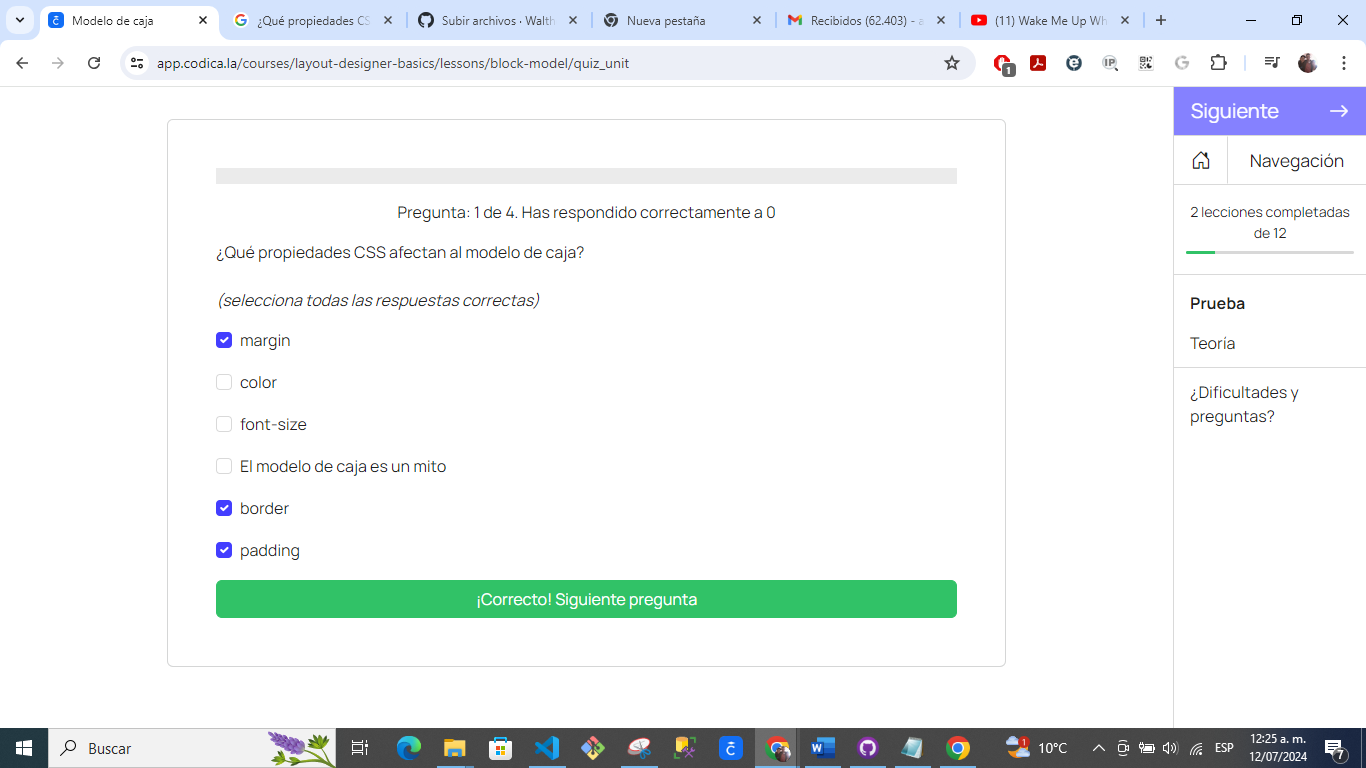 Modelo de caja
¿Qué propiedades CS
Subir archivos · Walth
Nueva pestaña
Recibidos (62.403) - a
(11) Wake Me Up Wh
app.codica.la/courses/layout-designer-basics/lessons/block-model/quiz_unit
1
Siguiente
Navegación
2 lecciones completadas
de 12
Prueba
Teoría
¿Dificultades y
preguntas?
Pregunta: 1 de 4. Has respondido correctamente a 0
¿Qué propiedades CSS afectan al modelo de caja?
(selecciona todas las respuestas correctas)
margin
color
font-size
El modelo de caja es un mito
border
padding
¡Correcto! Siguiente pregunta
Buscar
1
10°C
ESP
12:25 a. m.
12/07/2024
7